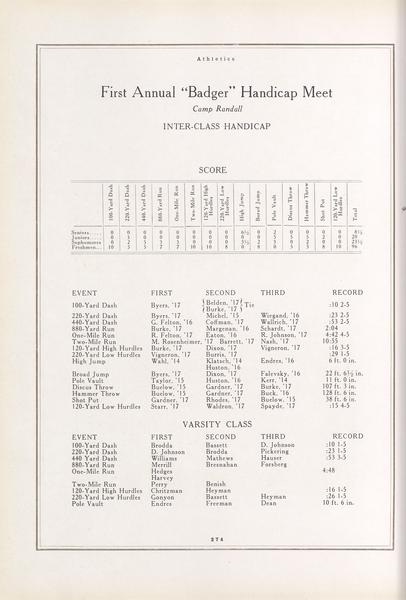 Athletics
First Annual "Badger" Handicap Meet
Camp Randall
INTER-CLASS HANDICAP
SCORE
100-Yard Dash 220-Yard Dash 440-Yard Dash 880-Yard Run One-Mile Run Two-Mile Run 120-Yard High Hurdles 220-Yard Low Hurdles High Jump Broad Jump Pole Vault Discus Throw Hammer Throw Shot Put 120-Yard Low Hurdles Total
Seniors
Juniors
Sophomores
Freshmen
EVENT FIRST SECOND THIRD RECORD
100-Yard Dash Byers, '17 {Belden, '17 Burke, '17} Tie :10 2-5
220-Yard Dash Byers, '17 Michel, '15 Wiegand, '16 :23 2-5
440-Yard Dash G. Felton, '16 Coffman, '17 Wallrich, '17 :53 2-5
880-Yard Run Burke, '17 Margenau, '16 Schardt, '17 2:04
One-Mile Run R. Felton, '17 Eaton, '16 R. Johnson, '17 4:42 4-5
Two-Mile Run M. Rosenheimer, '17 Barrett, '17 Nash, '17 10:55
120-Yard High Hurdles Burke, '17 Dixon, '17 Vigneron, '17 :16 3-5
220-Yard Low Hurdles Vigneron, '17 Burris, '17 :29 1-5
High Jump Wahl, '14 Klatsch, '14 Endres, '16 6 ft. 0 in.
Huston, '16
Broad Jump Byers, '17 Dixon, '17 Falevsky, '16 22 ft. 6½ in.
Pole Vault Taylor, '15 Huston, '16 Kerr, '14 11 ft. 0 in.
Discus Throw Buelow, '15 Gardner, '17 Burke, '17 107 ft. 3 in.
Hammer Throw Buelow, '15 Gardner, '17 Buck, '16 128 ft. 6 in.
Shot Put Gardner, '17 Rhodes, '17 Buelow, '15 38 ft. 6 in.
120-Yard Low Hurdles Starr, '17 Waldron, '17 Spayde, '17 :15 4-5
VARSITY CLASS
EVENT FIRST SECOND THIRD RECORD
100-Yard Dash Brodda Bassett D. Johnson :10 1-5
220-Yard Dash D. Johnson Brodda Pickering :23 1-5
440 Yard Dash Williams Mathews Hauser :53 3-5
880-Yard Run Merrill Bresnahan Forsberg
One-Mile Run Hedges 4:48
Harvey
Two-Mile Run Perry Benish
120-Yard High Hurdles Chritzman Heyman :16 1-5
220-Yard Low Hurdles Gonyon Bassett Heyman :26 1-5
Pole Vault Endres Freeman Dean 10 ft. 6 in.
274